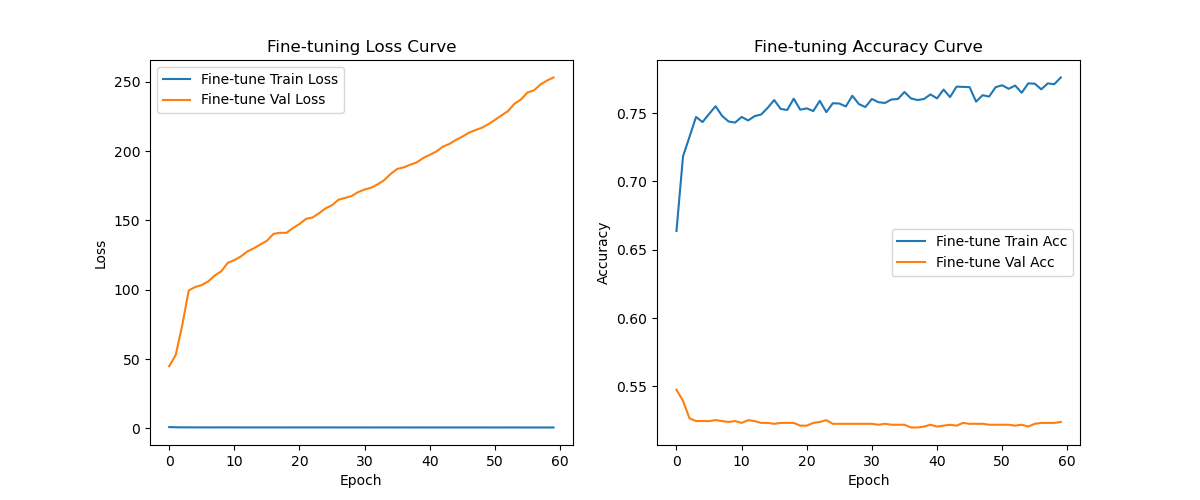 Fine-tuning Loss Curve
Fine-tune Train Loss
Fine-tune Val Loss
Loss
250
200
150
100
50
0
0 10 20 30 40 50 60
Epoch
Fine-tuning Accuracy Curve
Fine-tune Train Acc
Fine-tune Val Acc
Accuracy
0.75
0.70
0.65
0.60
0.55
0 10 20 30 40 50 60
Epoch